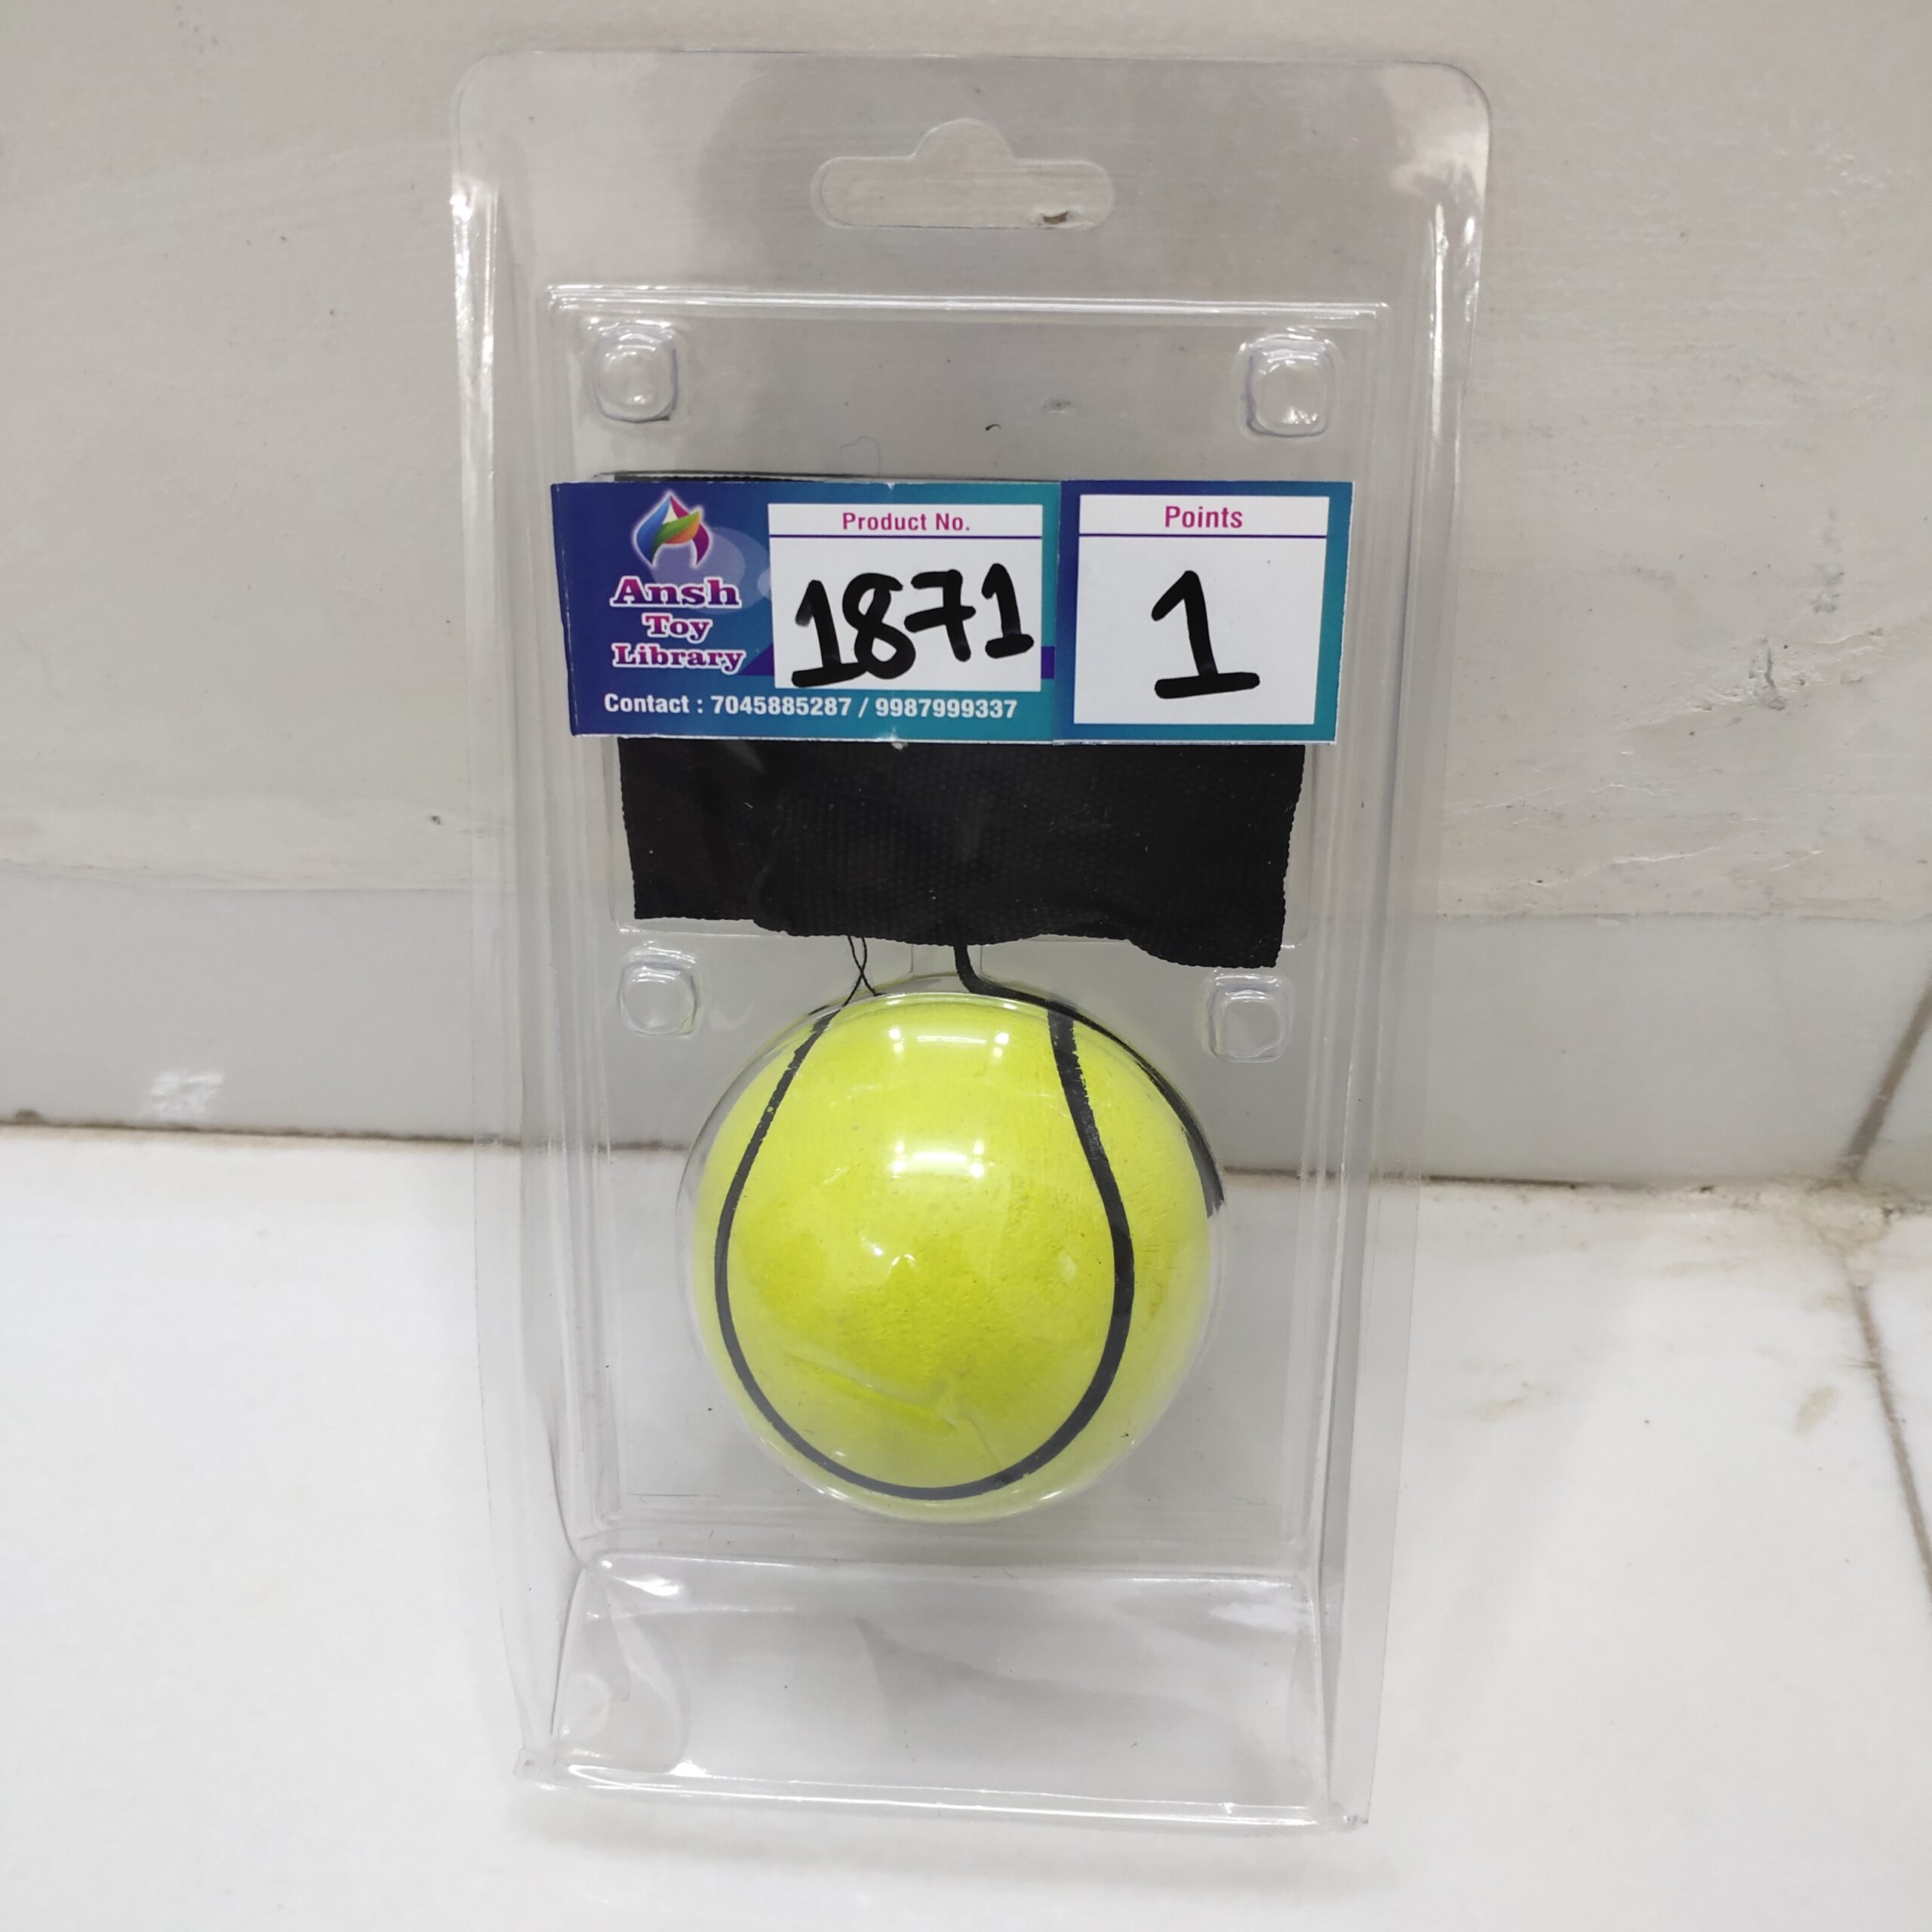 Ansh
Toy
Library
Product No.
1871
Contact : 7045885287 / 9987999337
Points
1